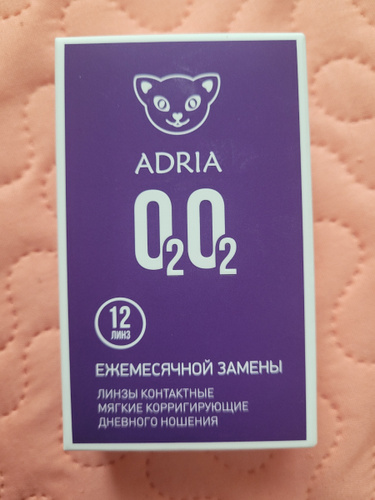 ADRIA
O2O2
12
ЛИНЗ
ЕЖЕМЕСЯЧНОЙ ЗАМЕНЫ
ЛИНЗЫ КОНТАКТНЫЕ
МЯГКИЕ КОРРИГИРУЮЩИЕ
ДНЕВНОГО НОШЕНИЯ